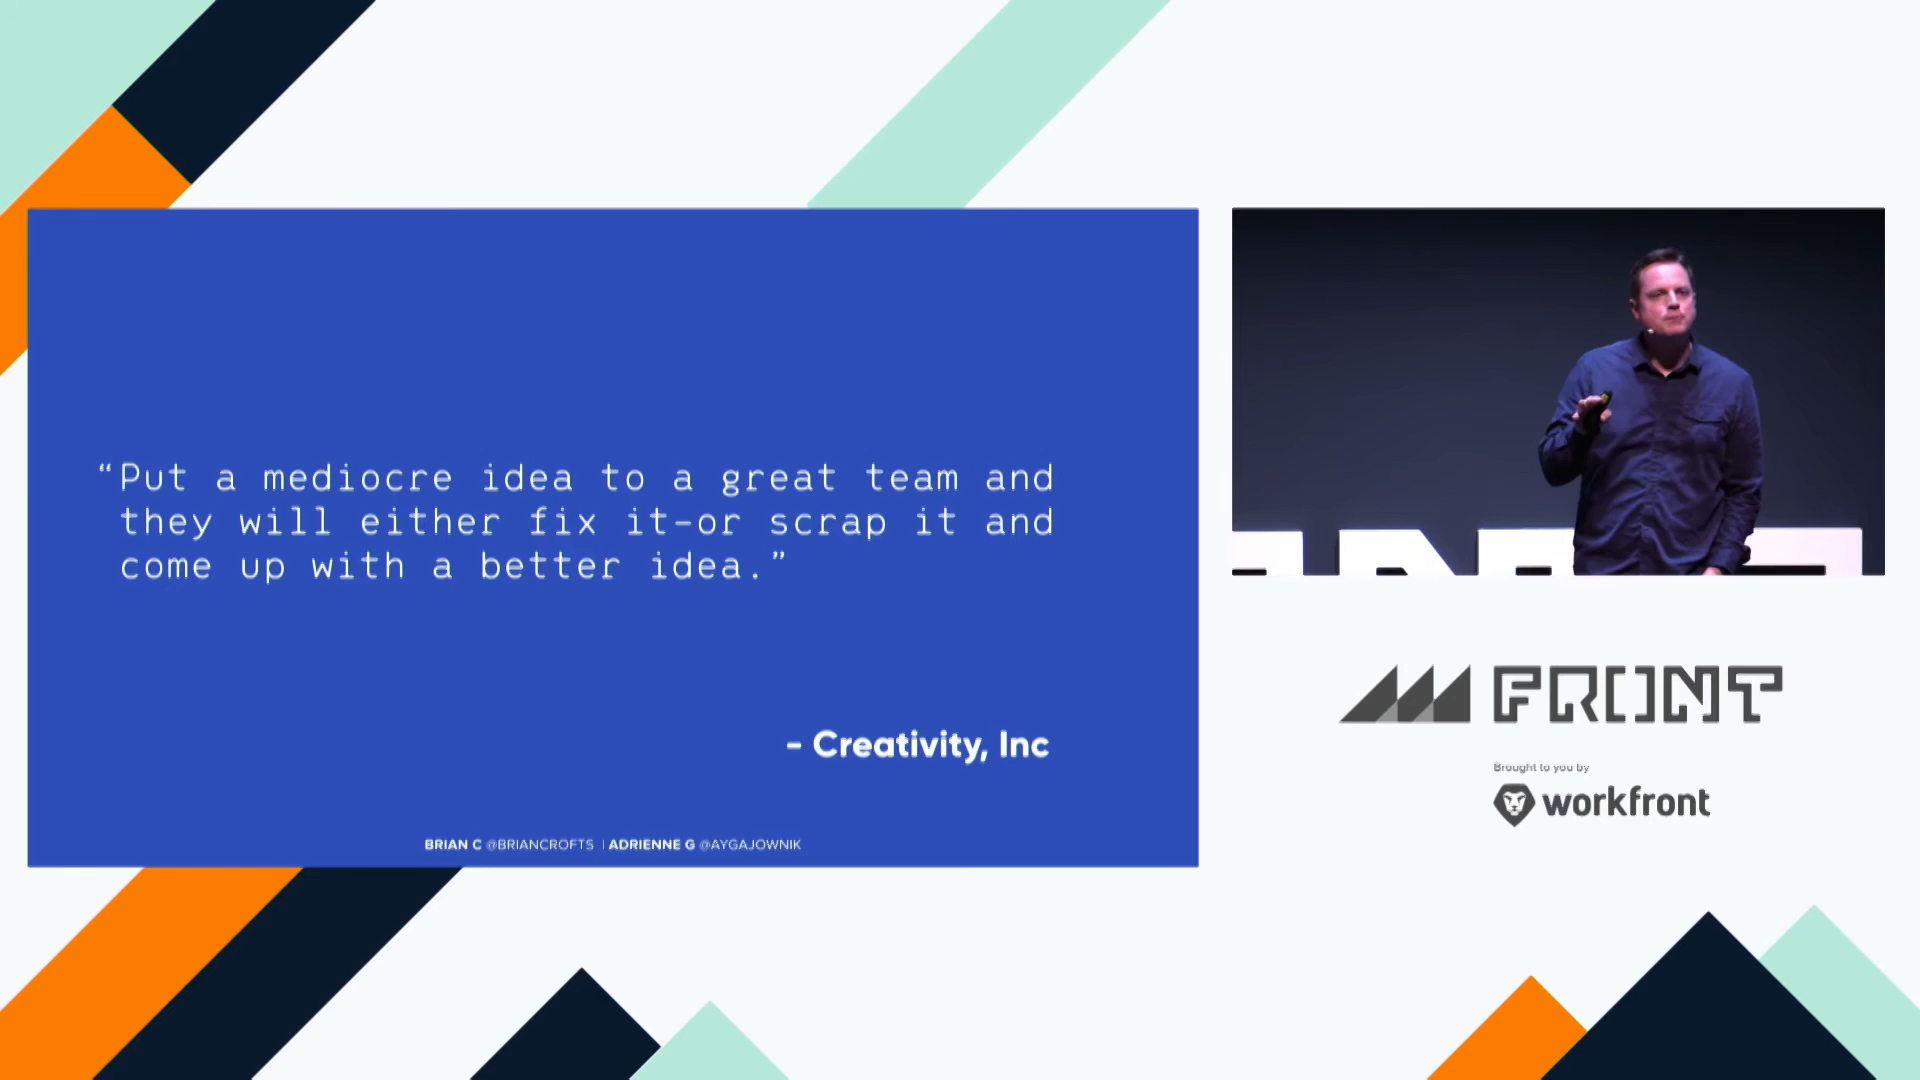 “Put a mediocre idea to a great team and
they will either fix it–or scrap it and
come up with a better idea.”
– Creativity, Inc
BRIAN C @BRIANCROFTS | ADRIENNE G @AYGAJOWNIK
FRONT
Brought to you by
workfront